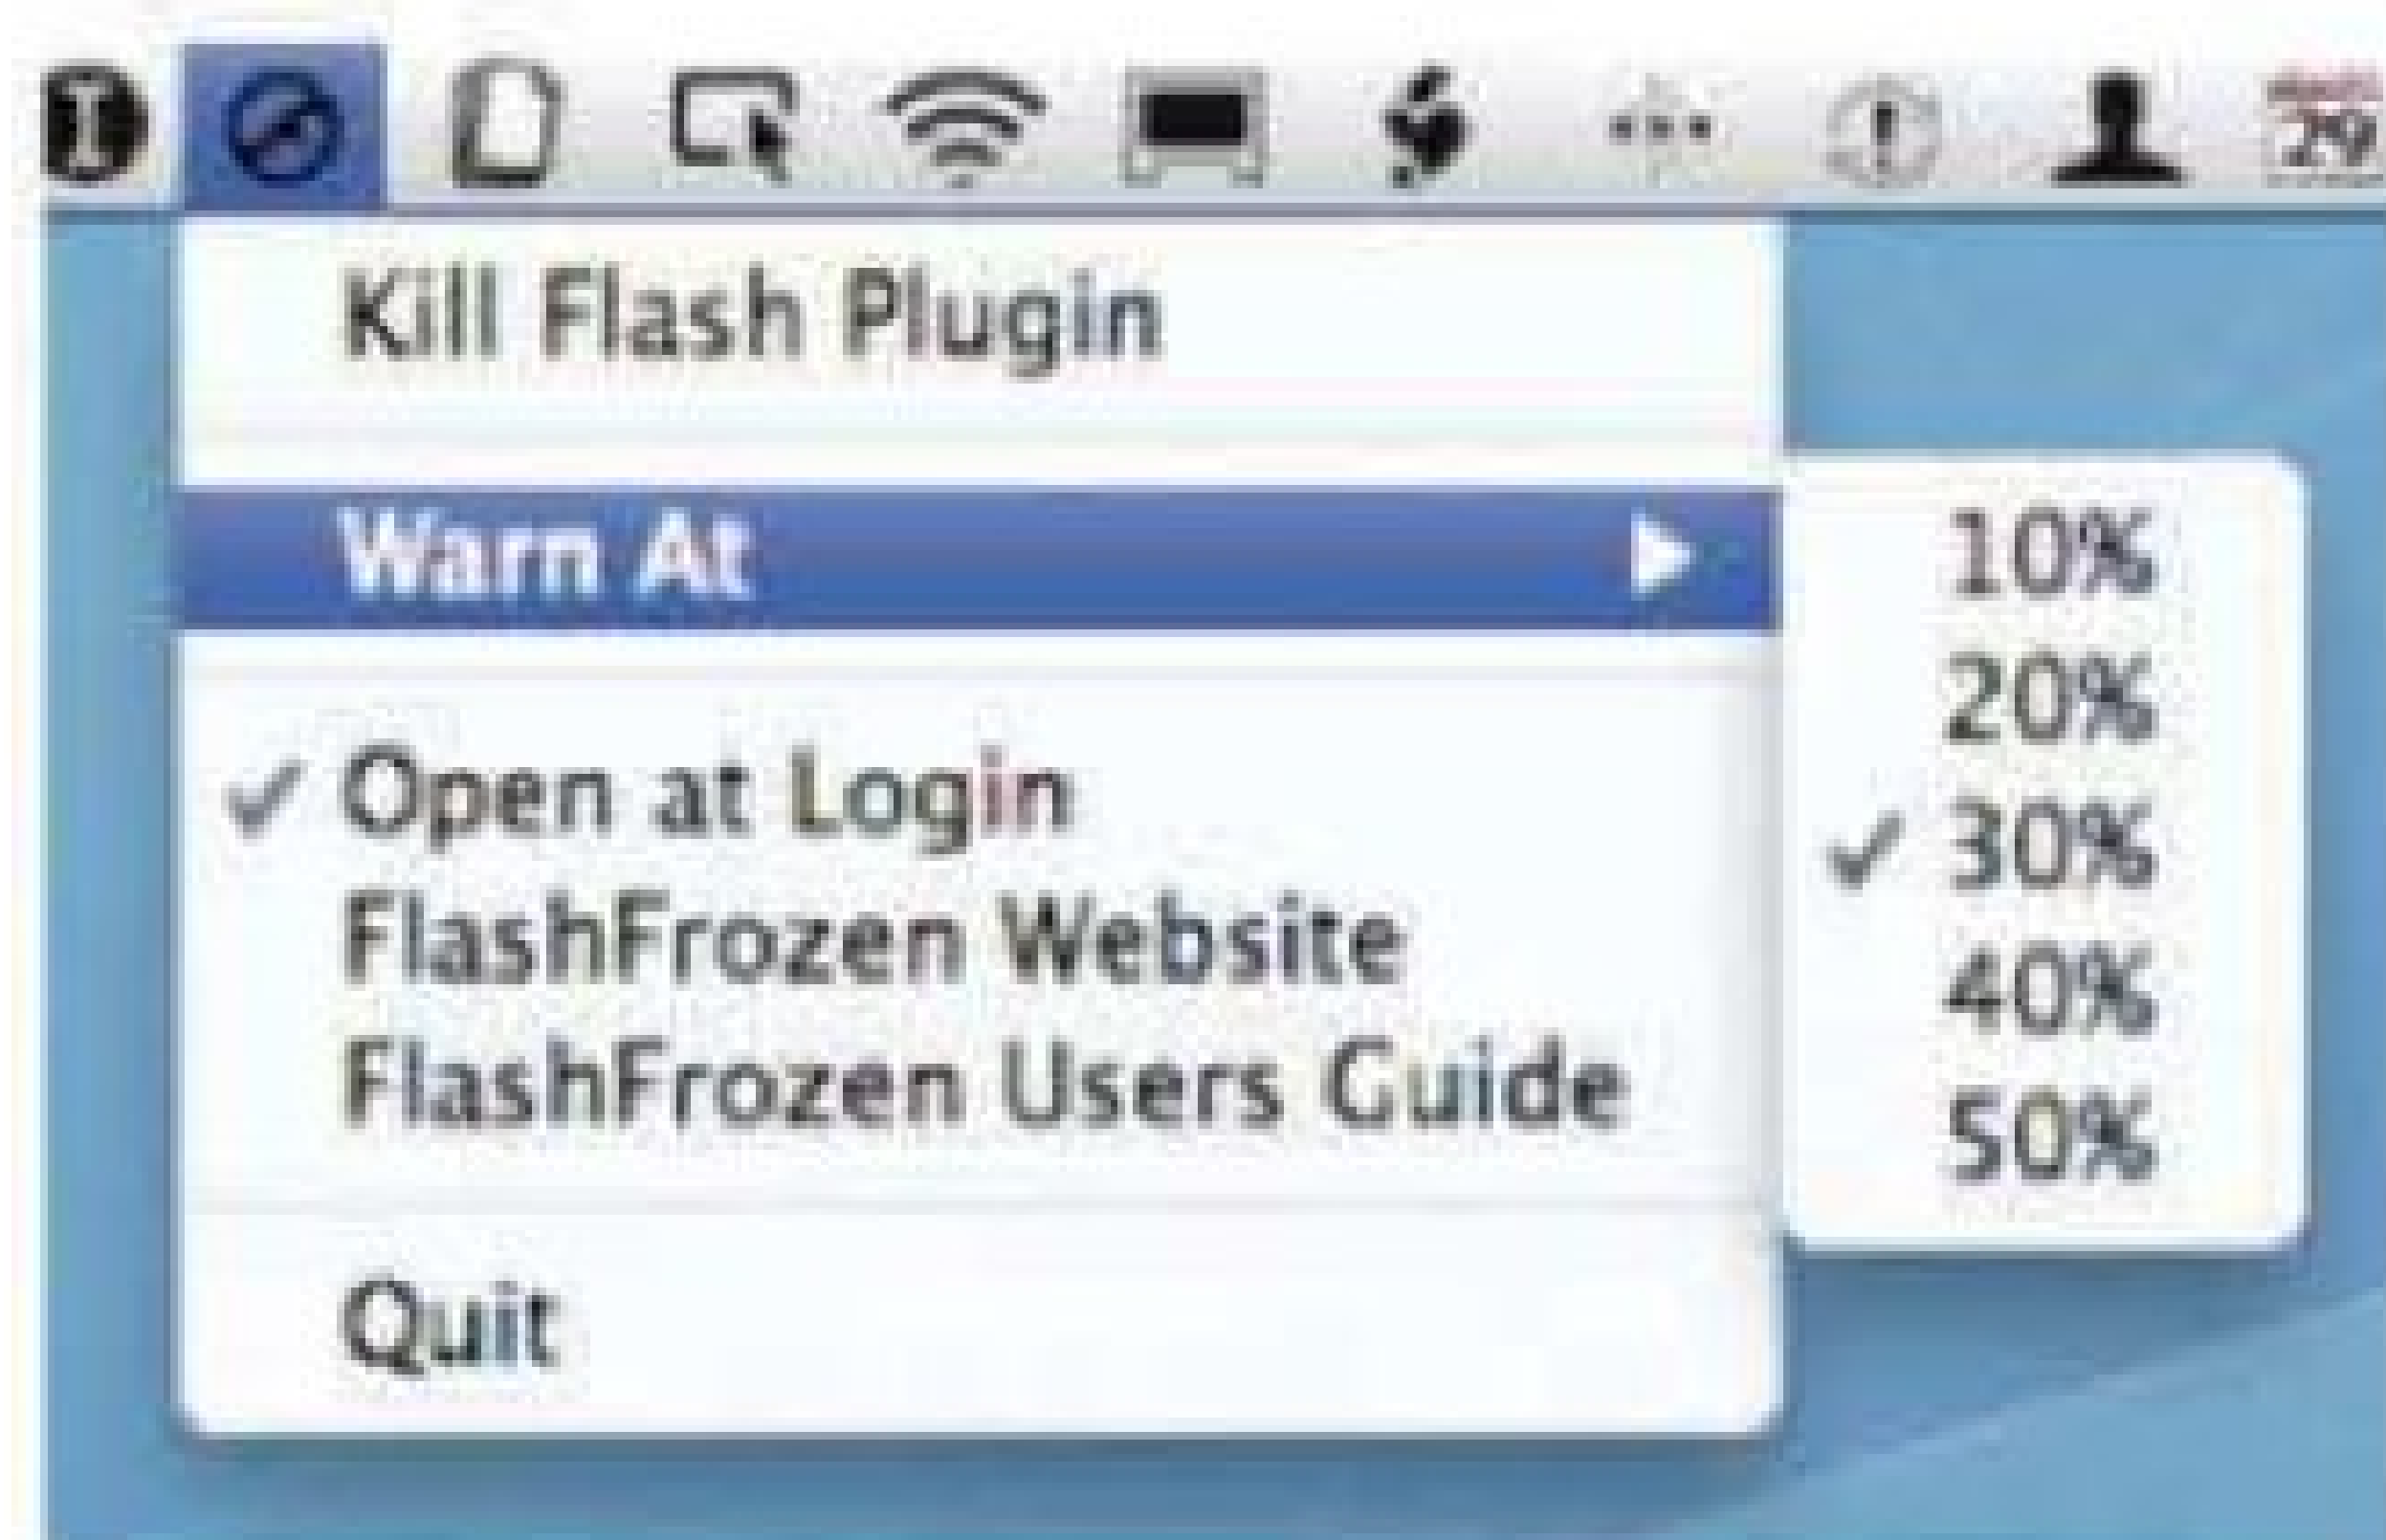 29
Kill Flash Plugin
Warn At
Open at Login
FlashFrozen Website
FlashFrozen Users Guide
Quit
10%
20%
30%
40%
50%